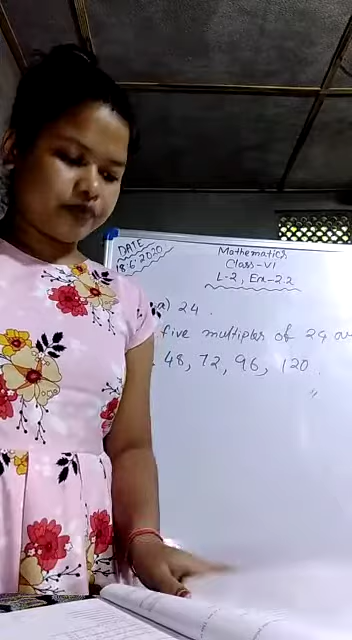 DATE
18.6.2020
Mathematics
Class-VI
L-2, Ex-2.2
a) 24.
five multiples of 24
48, 72, 96, 120.